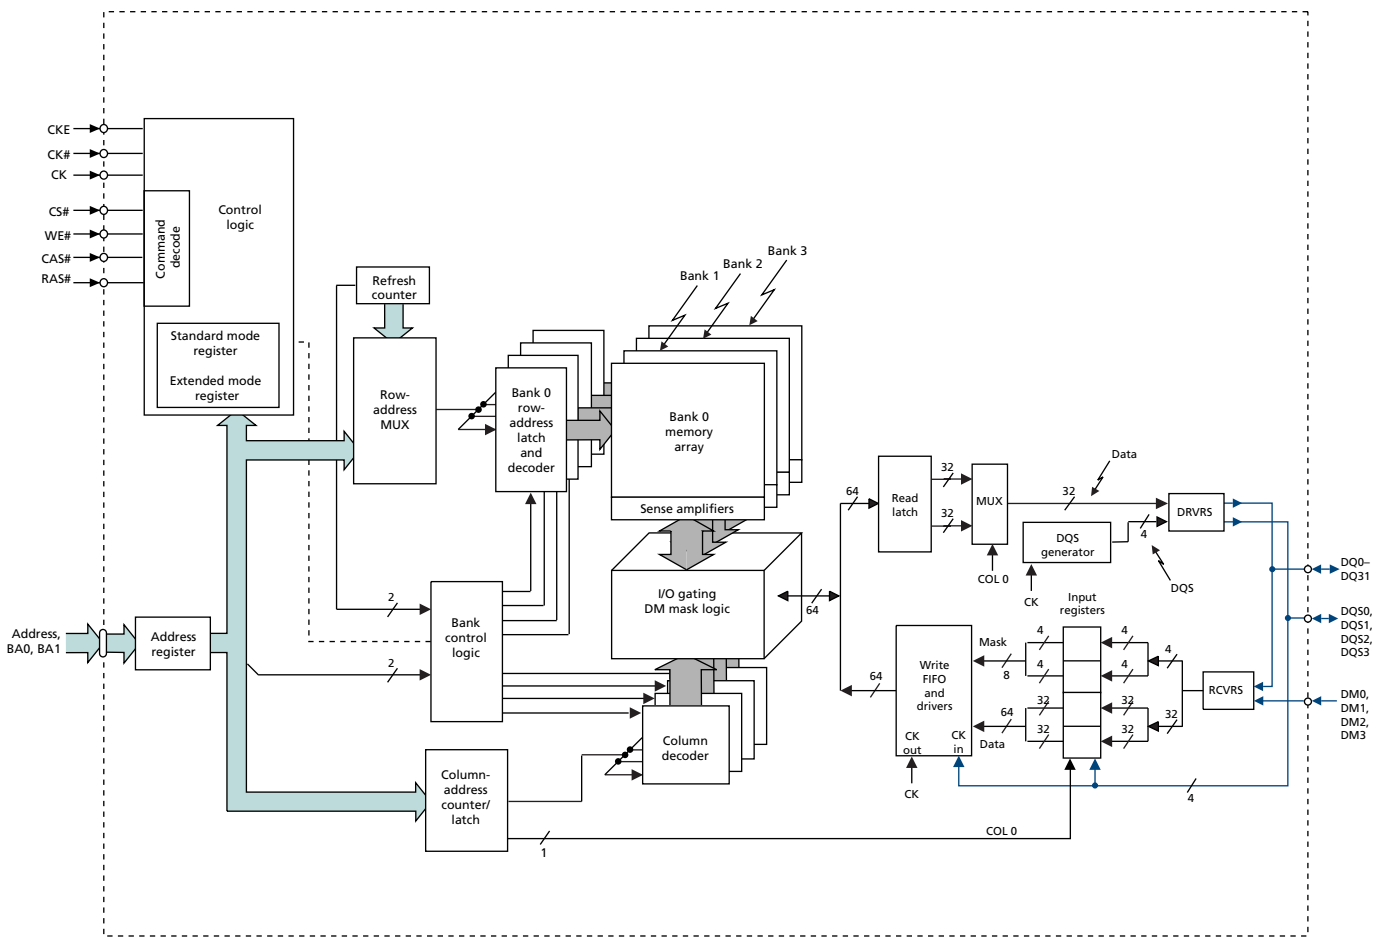 CKE
CK#
CK
CS#
WE#
CAS#
RAS#
Command
decode
Control
logic
Standard mode
register
Extended mode
register
Refresh
counter
Row-
address
MUX
Bank 0
row-
address
latch
and
decoder
Bank 1
Bank 2
Bank 3
Bank 0
memory
array
Sense amplifiers
I/O gating
DM mask logic
64
64
64
Read
latch
32
32
MUX
COL 0
Data
32
DQS
generator
CK
4
DQS
DRVRS
DQ0–
DQ31
DQS0,
DQS1,
DQS2,
DQS3
DM0,
DM1,
DM2,
DM3
RCVRS
Input
registers
Mask
8
4
4
4
4
4
64
Data
32
32
32
32
32
Write
FIFO
and
drivers
CK
out
CK
in
CK
4
Address,
BA0, BA1
Address
register
2
2
Bank
control
logic
Column
decoder
Column-
address
counter/
latch
1
COL 0